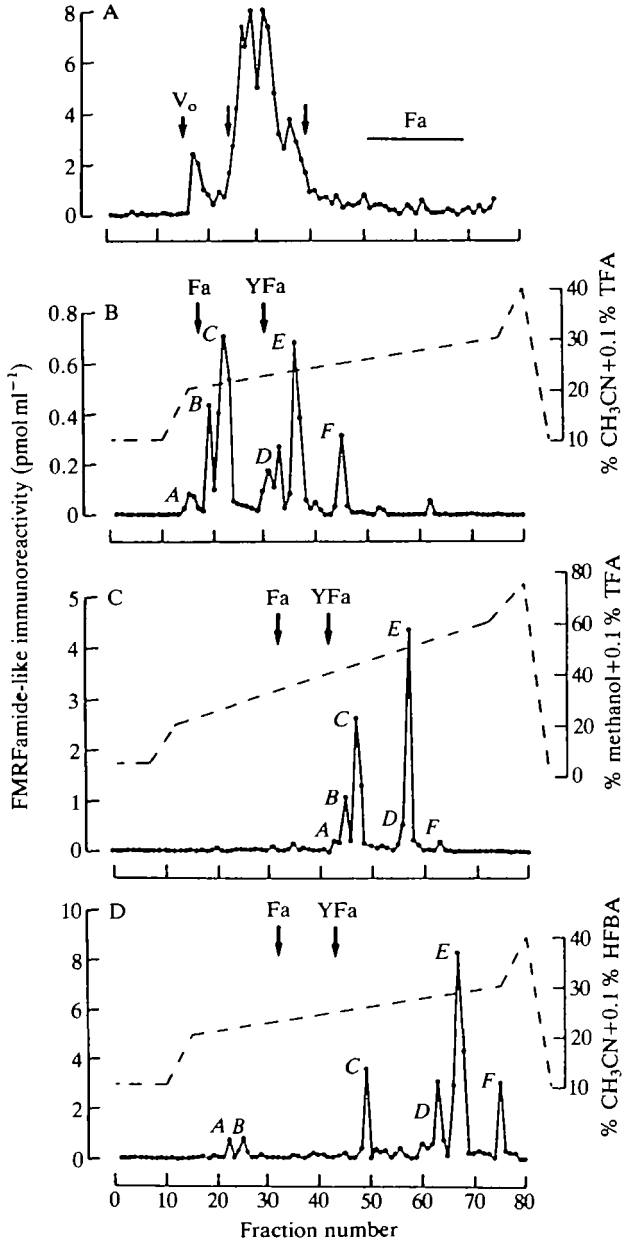 A
8
6
4
2
0
V₀
Fa
B
0.8
0.6
0.4
0.2
0
Fa
YFa
A
B
C
D
E
F
40
30
20
10
% CH₃CN+0.1% TFA
FMRFamide-like immunoreactivity (pmol ml⁻¹)
C
5
4
3
2
1
0
Fa
YFa
A
B
C
D
E
F
80
60
40
20
0
% methanol+0.1% TFA
D
10
8
6
4
2
0
Fa
YFa
A
B
C
D
E
F
40
30
20
10
% CH₃CN+0.1% HFBA
0 10 20 30 40 50 60 70 80
Fraction number